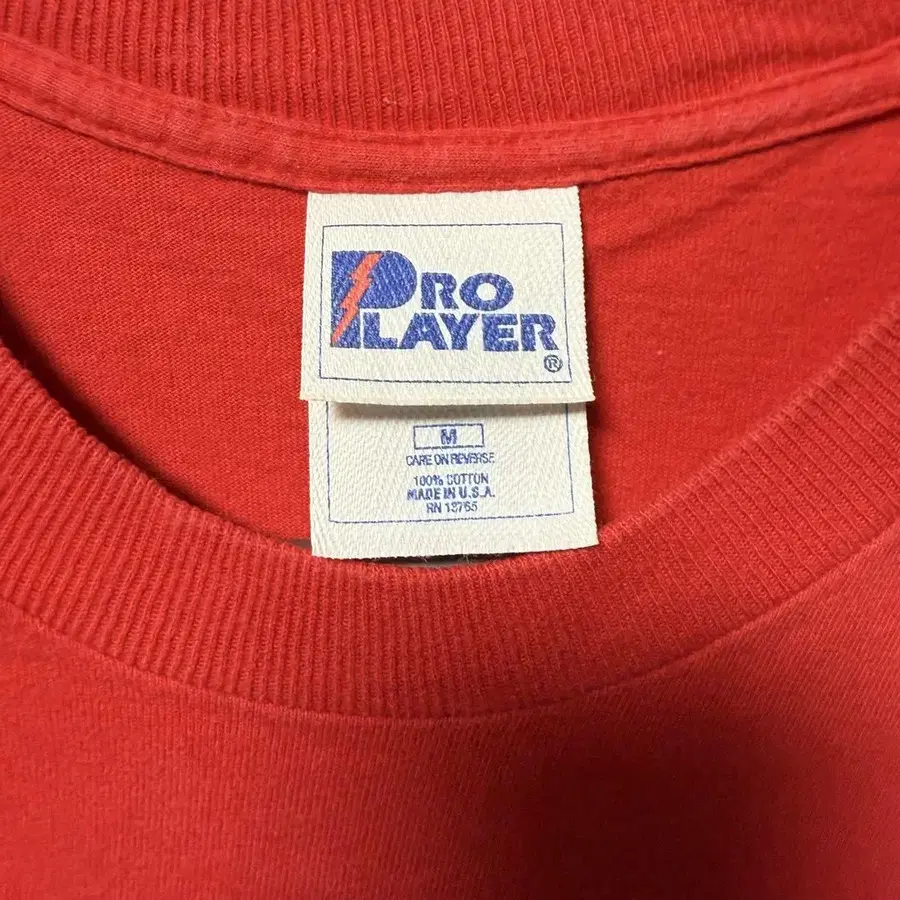 PRO
PLAYER®
M
CARE ON REVERSE
100% COTTON
MADE IN U.S.A.
RN 13765